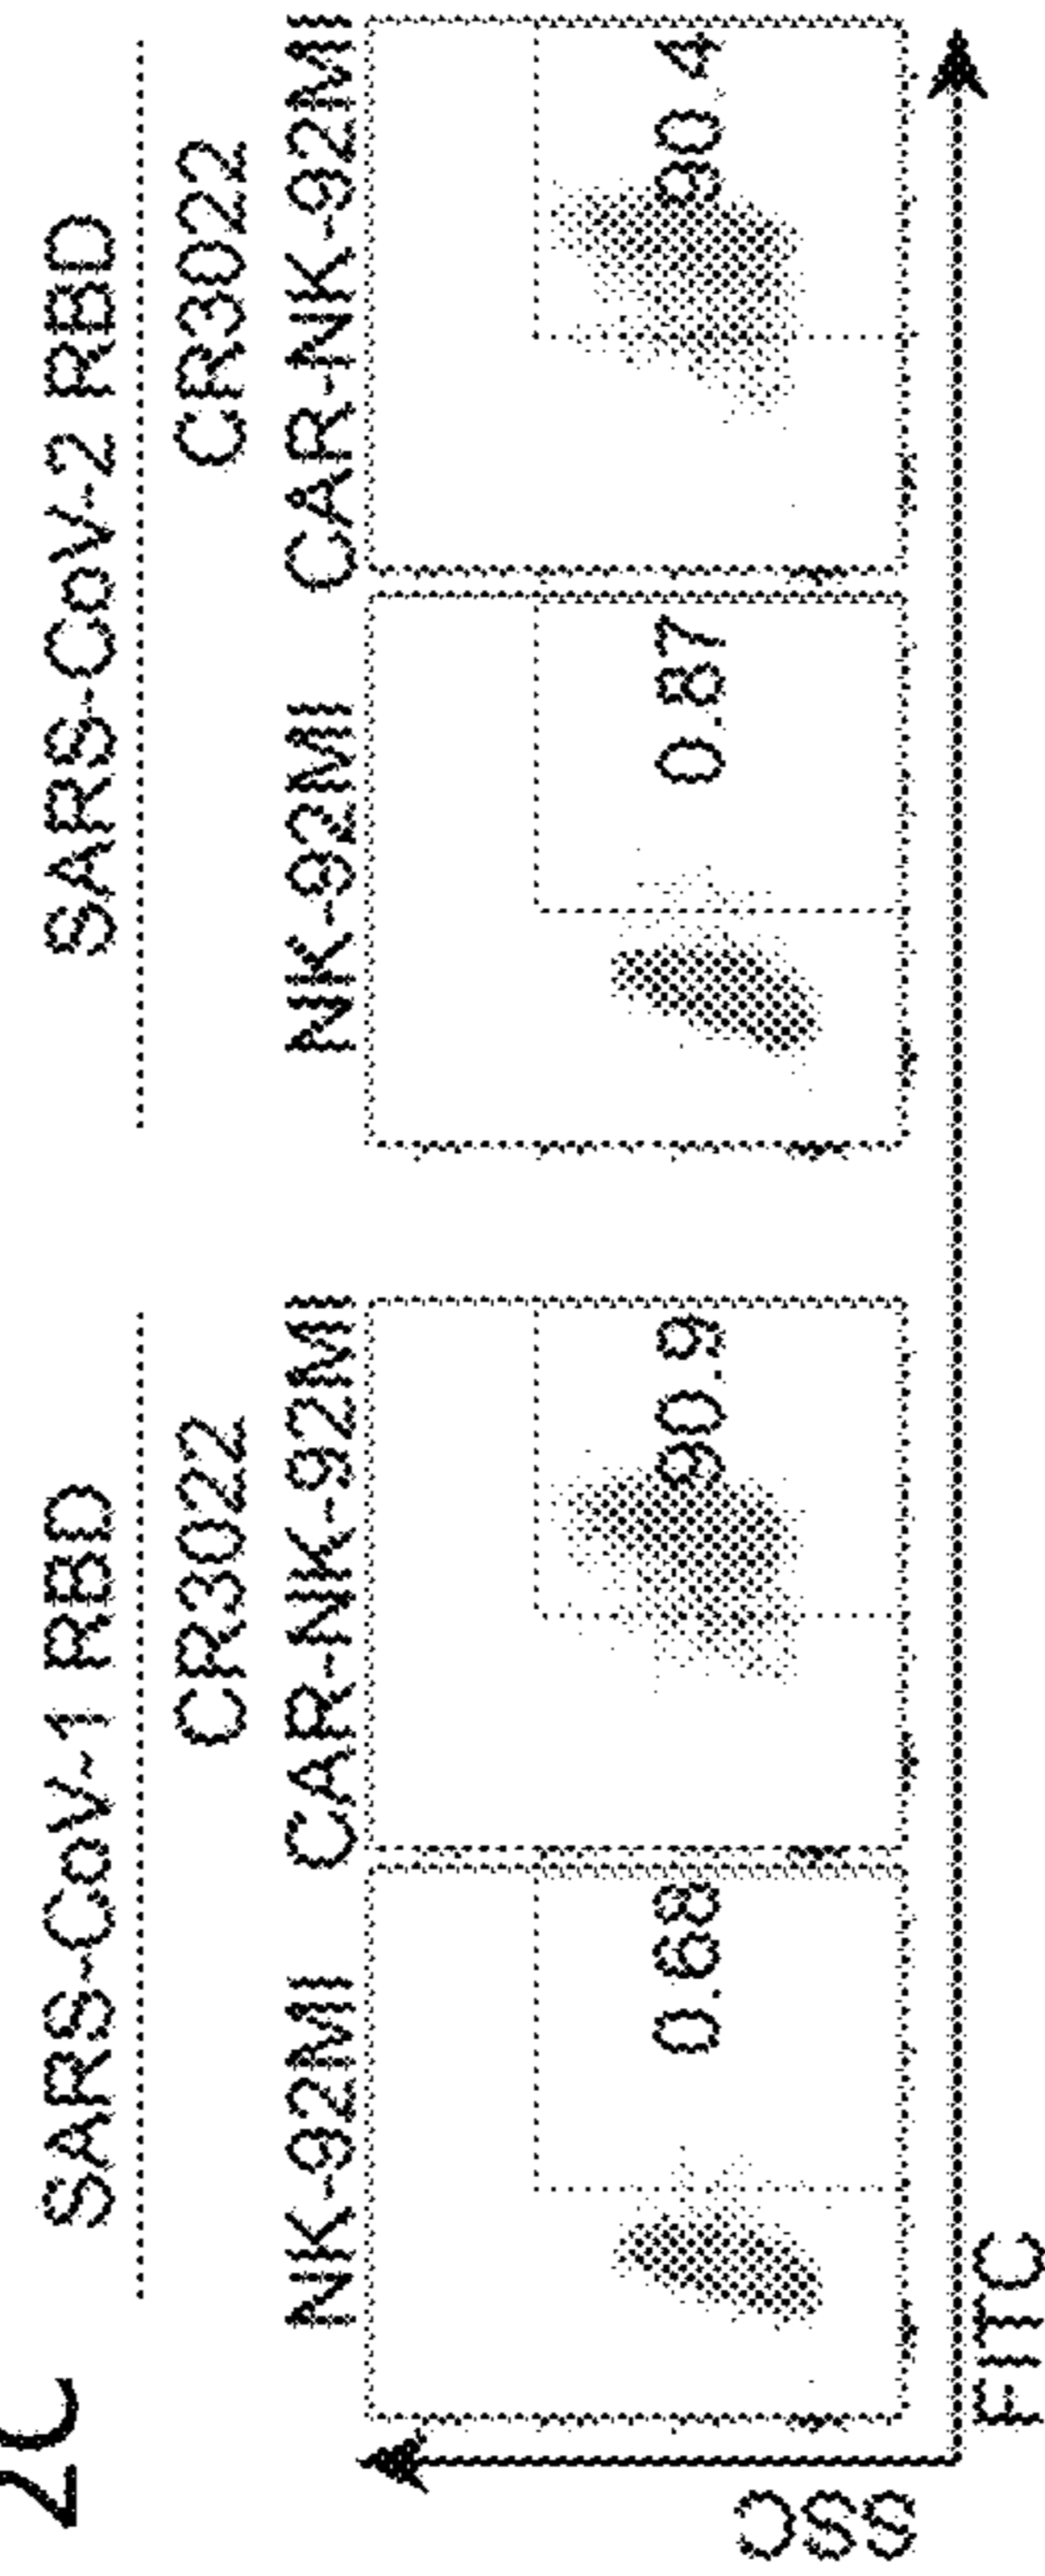 2C
SARS-CoV-1 RBD
SARS-CoV-2 RBD
CR3022
CR3022
NK-92MI
CAR-NK-92MI
NK-92MI
CAR-NK-92MI
0.68
90.9
0.87
90.4
SSC
FITC